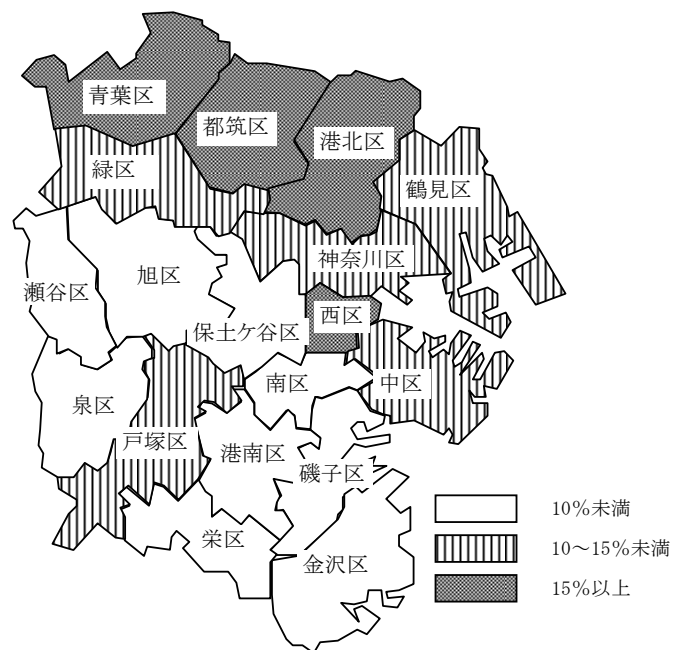 青葉区
都筑区
港北区
緑区
鶴見区
神奈川区
瀬谷区
旭区
西区
保土ケ谷区
南区
中区
泉区
戸塚区
港南区
磯子区
栄区
金沢区
10%未満
10～15%未満
15%以上